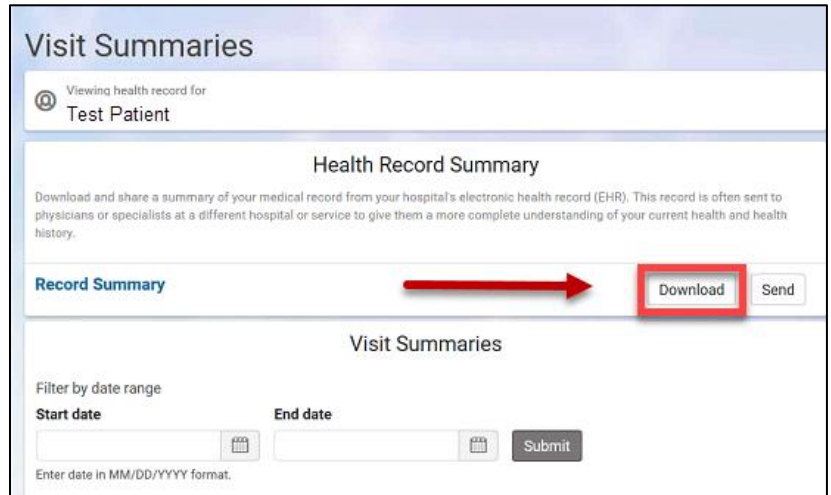 Visit Summaries
Viewing health record for
Test Patient
Health Record Summary
Download and share a summary of your medical record from your hospital's electronic health record (EHR). This record is often sent to
physicians or specialists at a different hospital or service to give them a more complete understanding of your current health and health
history.
Record Summary Download Send
Visit Summaries
Filter by date range
Start date End date
Submit
Enter date in MM/DD/YYYY format.